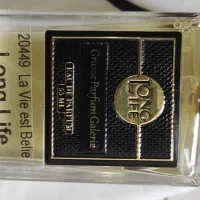 20449 La Vie est Belle
Long Life
EAU DE PARFUM
55 ML.
Grasse Parfum Galerie
LONG
LIFE